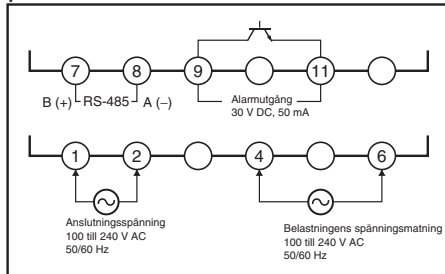 7 8 9 11
B (+) RS-485 A (–) Alarmutgång
30 V DC, 50 mA
1 2 4 6
Anslutningsspänning
100 till 240 V AC
50/60 Hz
Belastningens spänningsmatning
100 till 240 V AC
50/60 Hz